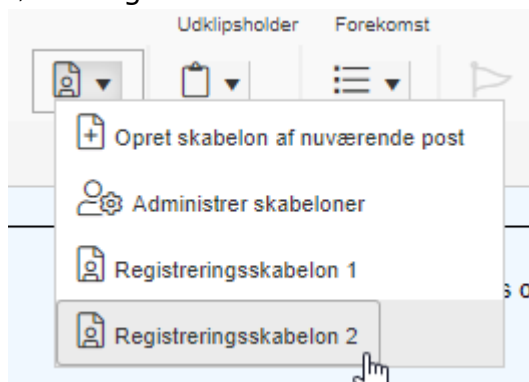 Udklipsholder Forekomst
Opret skabelon af nuværende post
Administrer skabeloner
Registreringsskabelon 1
Registreringsskabelon 2